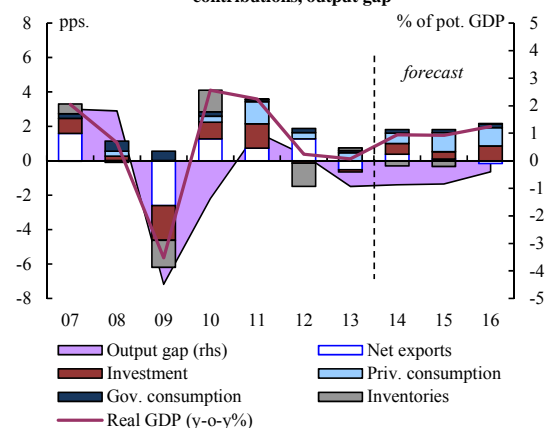 contributions, output gap
pps. % of pot. GDP
8 5
6 4
3
4 2
2 1
0 0
-1
-2
-2
-4 -3
-6 -4
-8 -5
forecast
07 08 09 10 11 12 13 14 15 16
Output gap (rhs) Net exports
Investment Priv. consumption
Gov. consumption Inventories
Real GDP (y-o-y%)